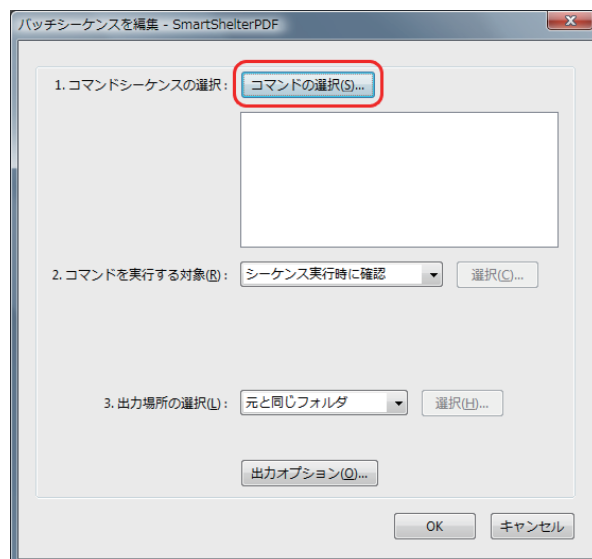 バッチシーケンスを編集 - SmartShelterPDF
1. コマンドシーケンスの選択 : コマンドの選択(S)...
2. コマンドを実行する対象(R) : シーケンス実行時に確認 選択(C)...
3. 出力場所の選択(L) : 元と同じフォルダ 選択(H)...
出力オプション(O)...
OK キャンセル